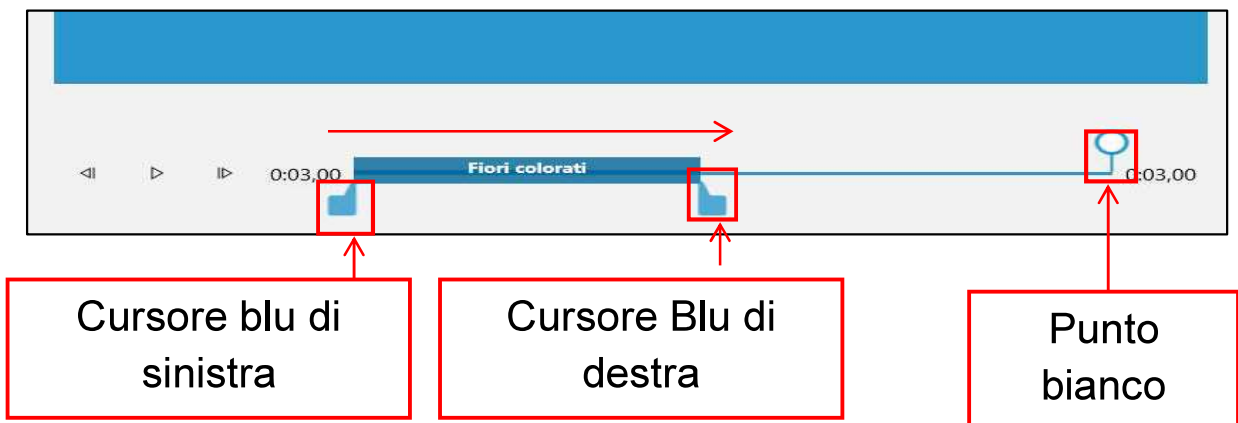 0:03,00
Fiori colorati
0:03,00
Cursore blu di
sinistra
Cursore Blu di
destra
Punto
bianco